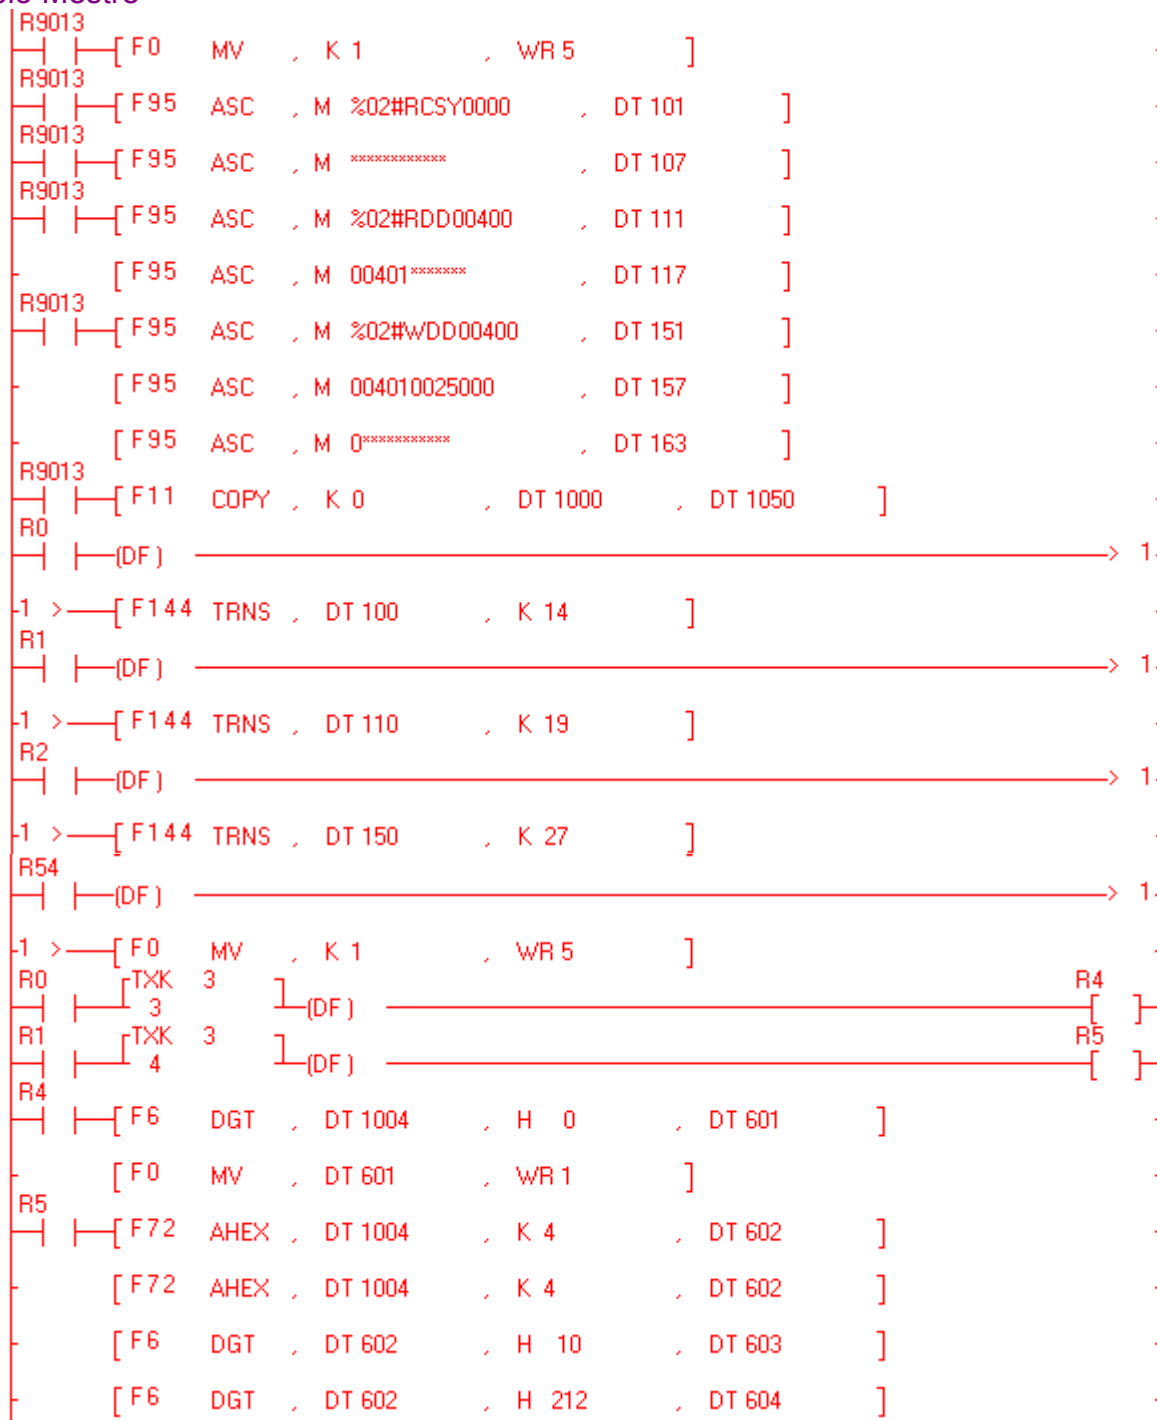 R9013
[ F0 MV , K 1 , WR 5 ]
R9013
[ F95 ASC , M %02#RCSY0000 , DT 101 ]
R9013
[ F95 ASC , M ************ , DT 107 ]
R9013
[ F95 ASC , M %02#RDD00400 , DT 111 ]
[ F95 ASC , M 00401******* , DT 117 ]
R9013
[ F95 ASC , M %02#WDD00400 , DT 151 ]
[ F95 ASC , M 004010025000 , DT 157 ]
[ F95 ASC , M 0*********** , DT 163 ]
R9013
[ F11 COPY , K 0 , DT 1000 , DT 1050 ]
R0
(DF) > 1
1 > [ F144 TRNS , DT 100 , K 14 ]
R1
(DF) > 1
1 > [ F144 TRNS , DT 110 , K 19 ]
R2
(DF) > 1
1 > [ F144 TRNS , DT 150 , K 27 ]
R54
(DF) > 1
1 > [ F0 MV , K 1 , WR 5 ]
R0 TXK 3 R4
3 (DF) [ ]
R1 TXK 3 R5
4 (DF) [ ]
R4
[ F6 DGT , DT 1004 , H 0 , DT 601 ]
[ F0 MV , DT 601 , WR 1 ]
R5
[ F72 AHEX , DT 1004 , K 4 , DT 602 ]
[ F72 AHEX , DT 1004 , K 4 , DT 602 ]
[ F6 DGT , DT 602 , H 10 , DT 603 ]
[ F6 DGT , DT 602 , H 212 , DT 604 ]